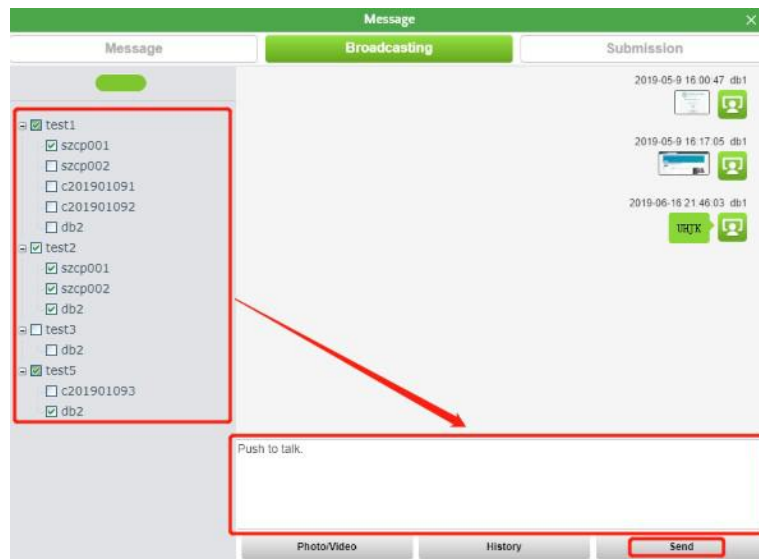 Message
Message
Broadcasting
Submission
test1
szcp001
szcp002
c201901091
c201901092
db2
test2
szcp001
szcp002
db2
test3
db2
test5
c201901093
db2
2019-05-9 16:00:47 db1
2019-05-9 16:17:05 db1
2019-06-16 21:46:03 db1
UHJK
Push to talk.
Photo/Video
History
Send